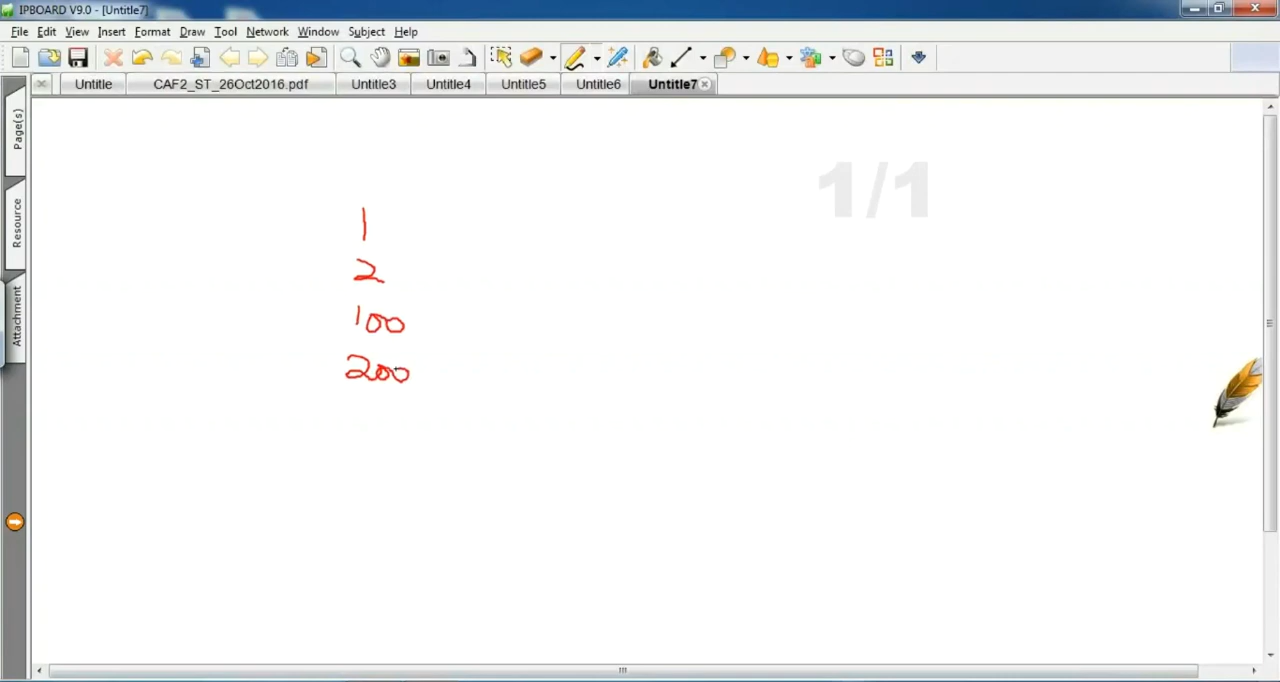 IPBOARD V9.0 - [Untitle7]
File Edit View Insert Format Draw Tool Network Window Subject Help
Untitle CAF2_ST_26Oct2016.pdf Untitle3 Untitle4 Untitle5 Untitle6 Untitle7
Page(s)
Resource
Attachment
1/1
1
2
100
200